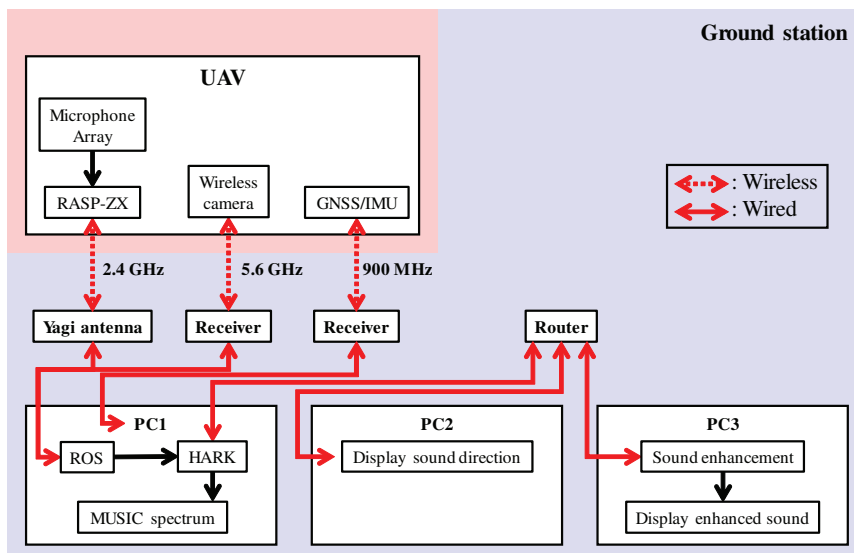 Ground station
UAV
Microphone
Array
RASP-ZX
Wireless
camera
GNSS/IMU
: Wireless
: Wired
2.4 GHz
5.6 GHz
900 MHz
Yagi antenna
Receiver
Receiver
Router
PC1
PC2
PC3
ROS
HARK
Display sound direction
Sound enhancement
MUSIC spectrum
Display enhanced sound